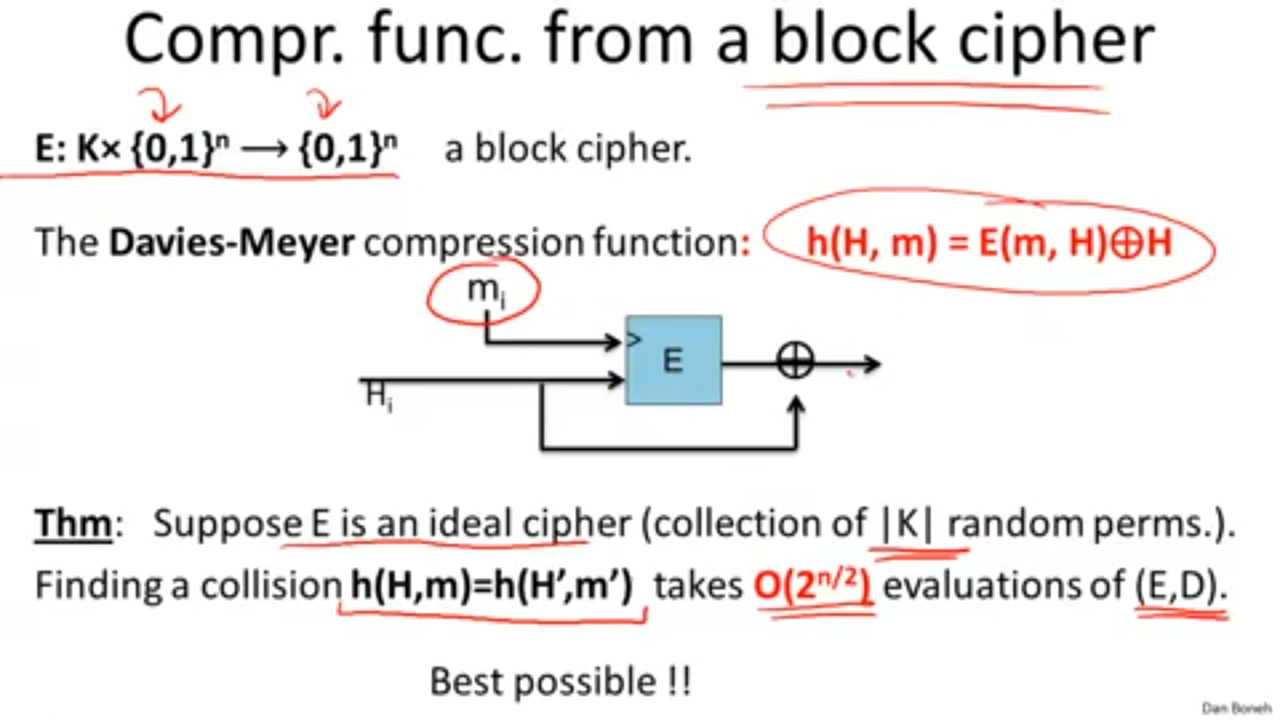 Compr. func. from a block cipher
E: K× {0,1}ⁿ ⟶ {0,1}ⁿ a block cipher.
The Davies-Meyer compression function: h(H, m) = E(m, H)⊕H
mᵢ
> E ⊕
Hᵢ
Thm: Suppose E is an ideal cipher (collection of |K| random perms.).
Finding a collision h(H,m)=h(H′,m′) takes O(2ⁿᐟ²) evaluations of (E,D).
Best possible !!
Dan Boneh